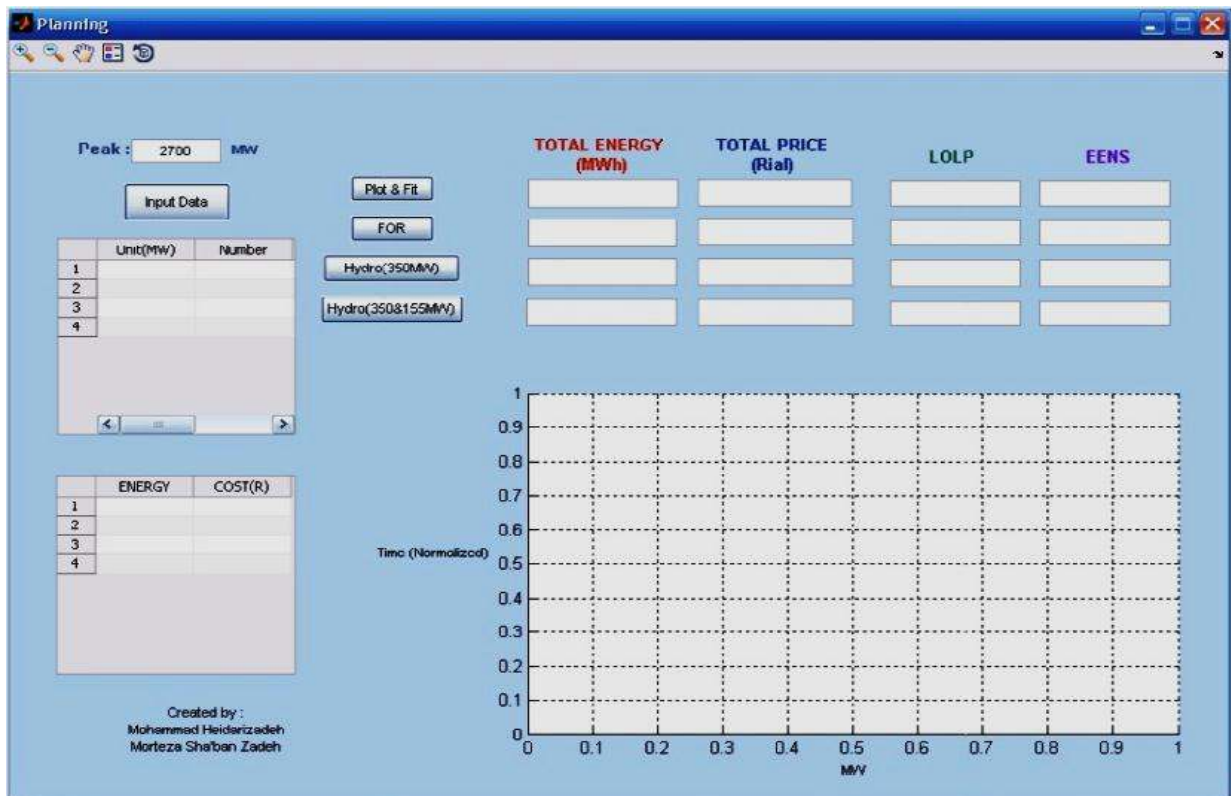 Planning
Peak : 2700 MW
Input Data
Unit(MW) Number
1
2
3
4
Plot & Fit
FOR
Hydro(350MW)
Hydro(350&155MW)
TOTAL ENERGY
(MWh)
TOTAL PRICE
(Rial)
LOLP
EENS
ENERGY COST(R)
1
2
3
4
Created by :
Mohammad Heidarizadeh
Morteza Sha'ban Zadeh
Time (Normalized)
1
0.9
0.8
0.7
0.6
0.5
0.4
0.3
0.2
0.1
0
0 0.1 0.2 0.3 0.4 0.5 0.6 0.7 0.8 0.9 1
MW